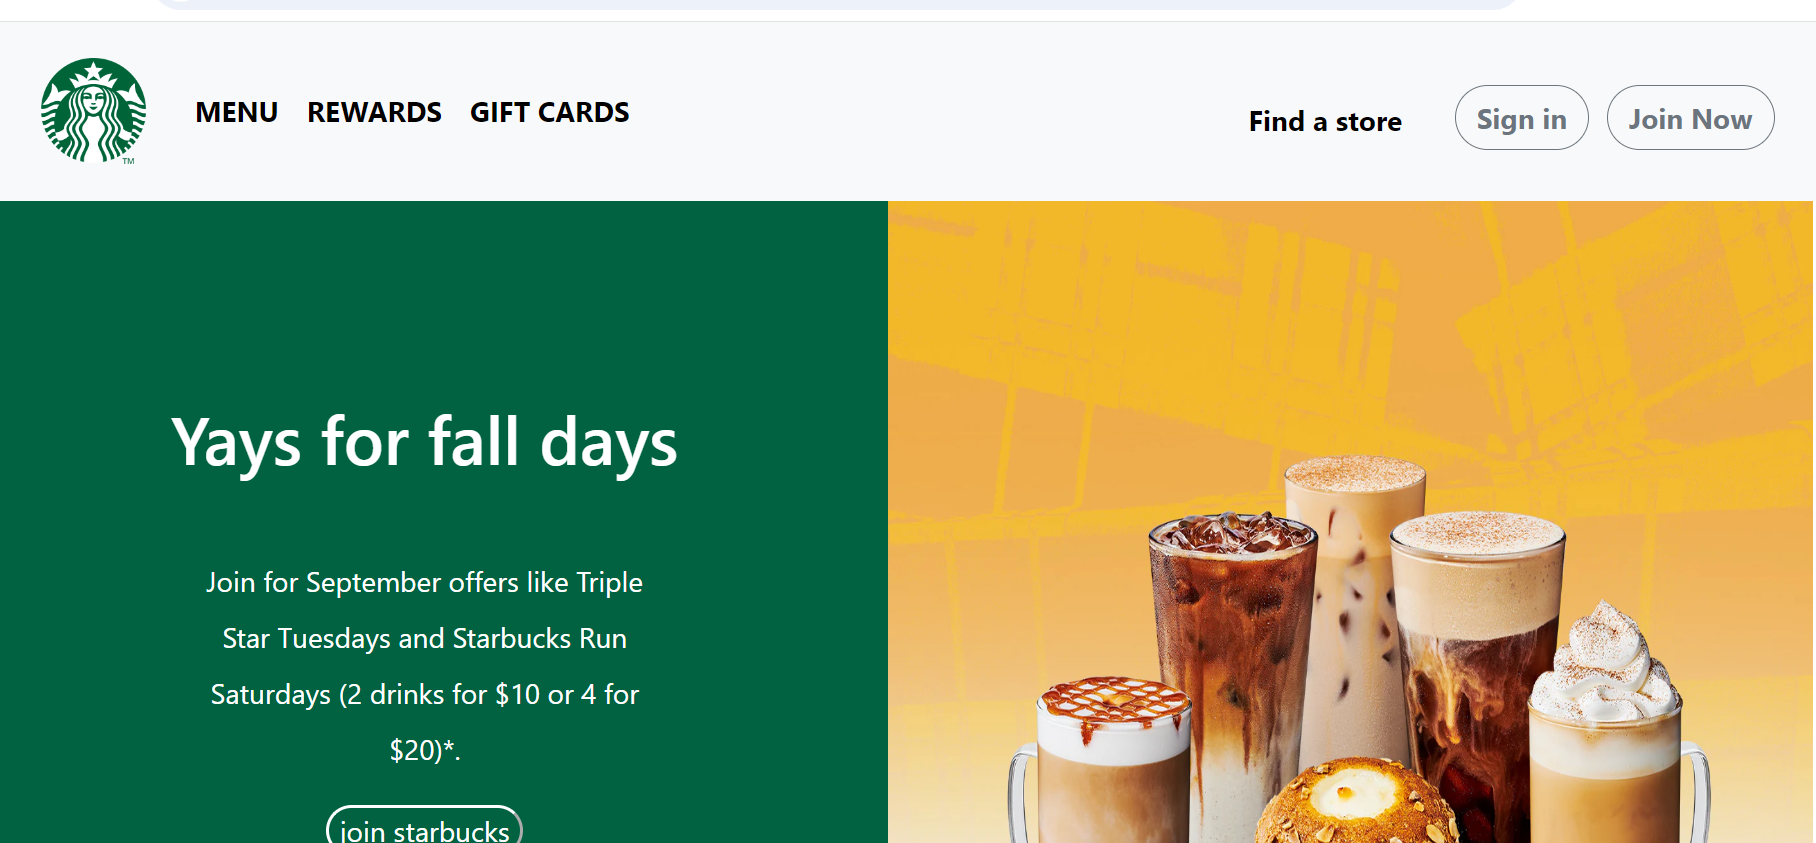 MENU REWARDS GIFT CARDS Find a store Sign in Join Now
TM
Yays for fall days
Join for September offers like Triple
Star Tuesdays and Starbucks Run
Saturdays (2 drinks for $10 or 4 for
$20)*.
join starbucks